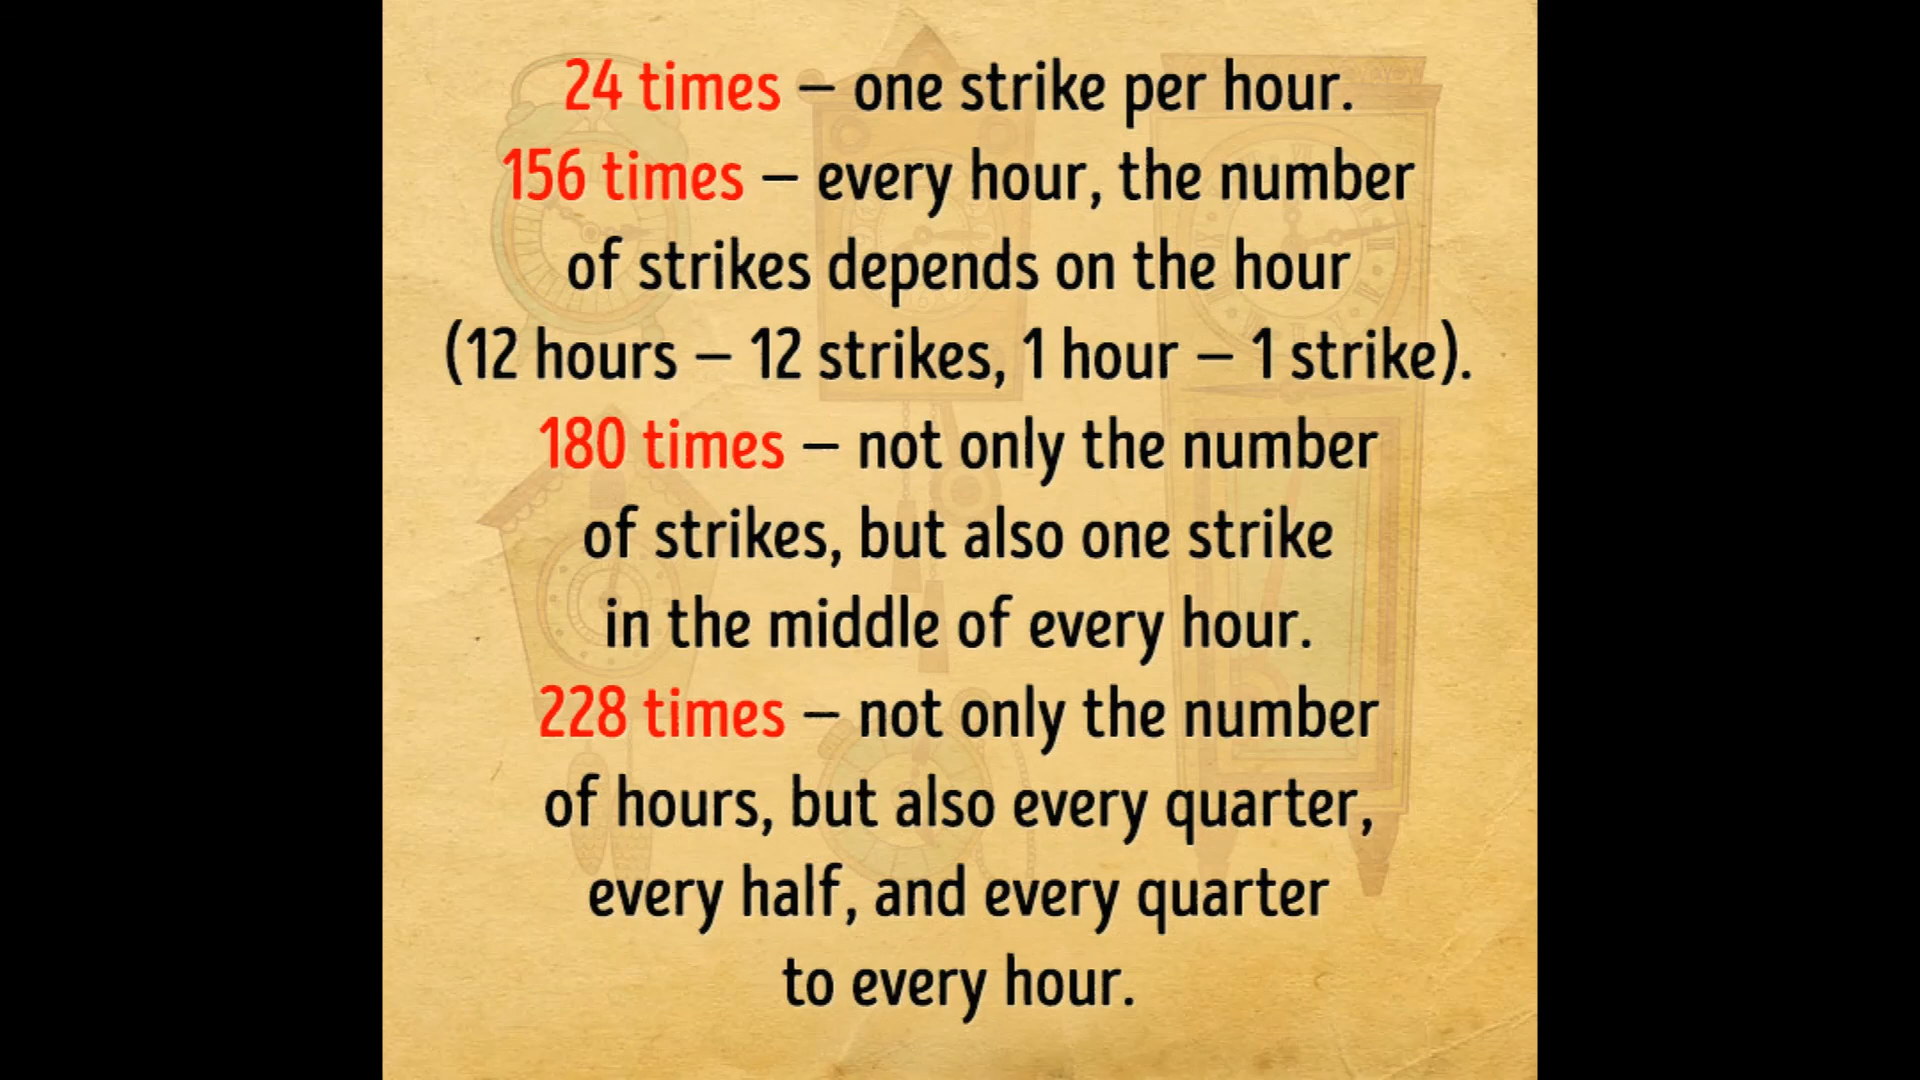 24 times – one strike per hour.
156 times – every hour, the number
of strikes depends on the hour
(12 hours – 12 strikes, 1 hour – 1 strike).
180 times – not only the number
of strikes, but also one strike
in the middle of every hour.
228 times – not only the number
of hours, but also every quarter,
every half, and every quarter
to every hour.